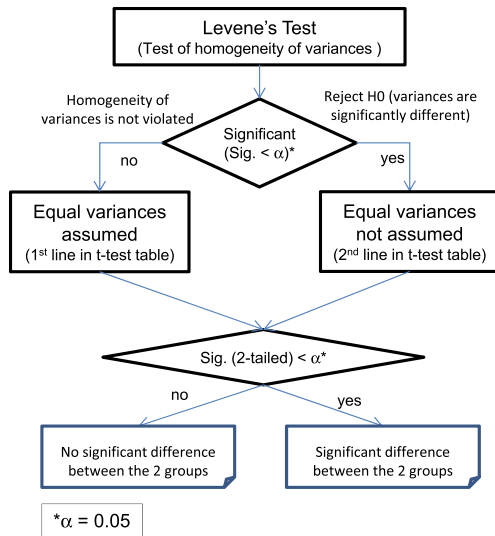 Levene’s Test
(Test of homogeneity of variances )
Homogeneity of
variances is not violated
Reject H0 (variances are
significantly different)
Significant
(Sig. < α)*
no
yes
Equal variances
assumed
(1st line in t-test table)
Equal variances
not assumed
(2nd line in t-test table)
Sig. (2-tailed) < α*
no
yes
No significant difference
between the 2 groups
Significant difference
between the 2 groups
*α = 0.05